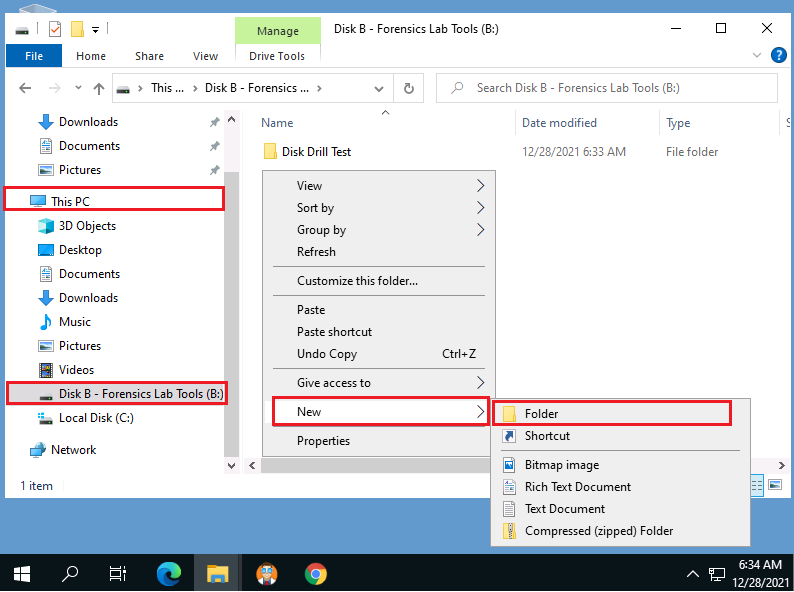 Manage
Disk B - Forensics Lab Tools (B:)
File
Home
Share
View
Drive Tools
This ...
Disk B - Forensics ...
Search Disk B - Forensics Lab Tools (B:)
Downloads
Documents
Pictures
This PC
3D Objects
Desktop
Documents
Downloads
Music
Pictures
Videos
Disk B - Forensics Lab Tools (B:)
Local Disk (C:)
Network
Name
Date modified
Type
S
Disk Drill Test
12/28/2021 6:33 AM
File folder
View
Sort by
Group by
Refresh
Customize this folder...
Paste
Paste shortcut
Undo Copy Ctrl+Z
Give access to
New
Properties
Folder
Shortcut
Bitmap image
Rich Text Document
Text Document
Compressed (zipped) Folder
1 item
6:34 AM
12/28/2021